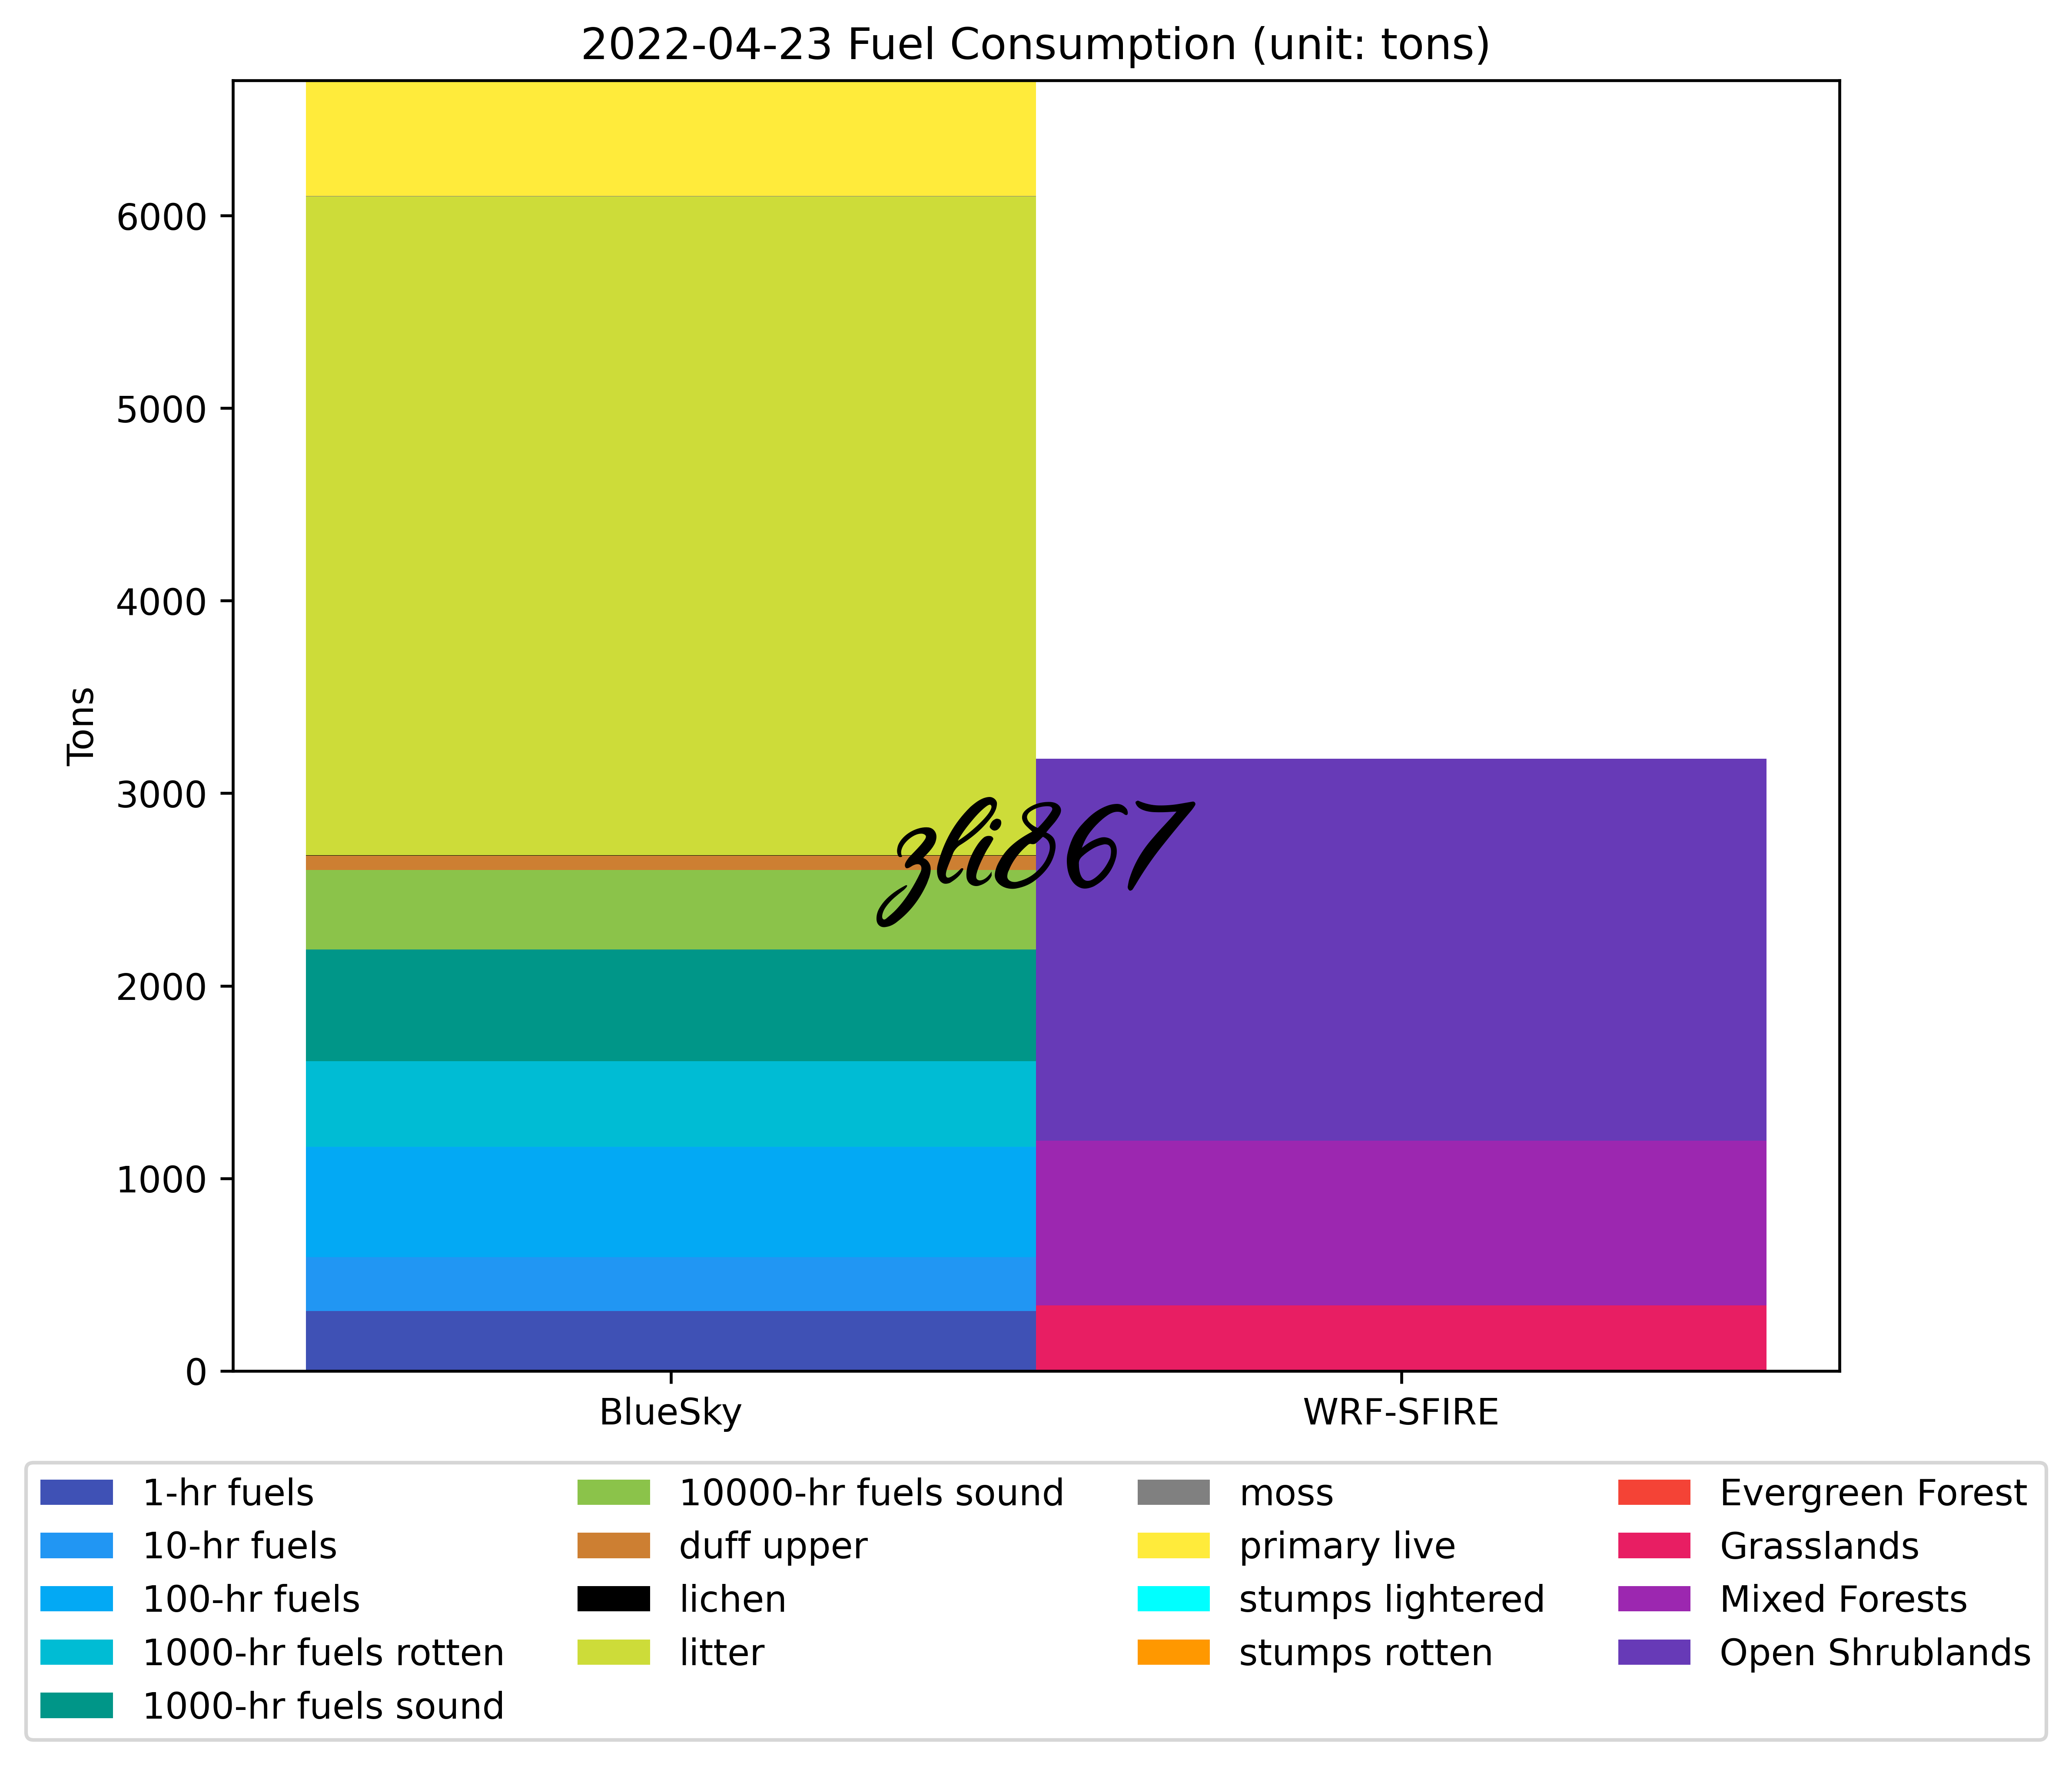 2022-04-23 Fuel Consumption (unit: tons)
6000
5000
4000
3000
2000
1000
0
Tons
zli867
BlueSky
WRF-SFIRE
1-hr fuels
10-hr fuels
100-hr fuels
1000-hr fuels rotten
1000-hr fuels sound
10000-hr fuels sound
duff upper
lichen
litter
moss
primary live
stumps lightered
stumps rotten
Evergreen Forest
Grasslands
Mixed Forests
Open Shrublands